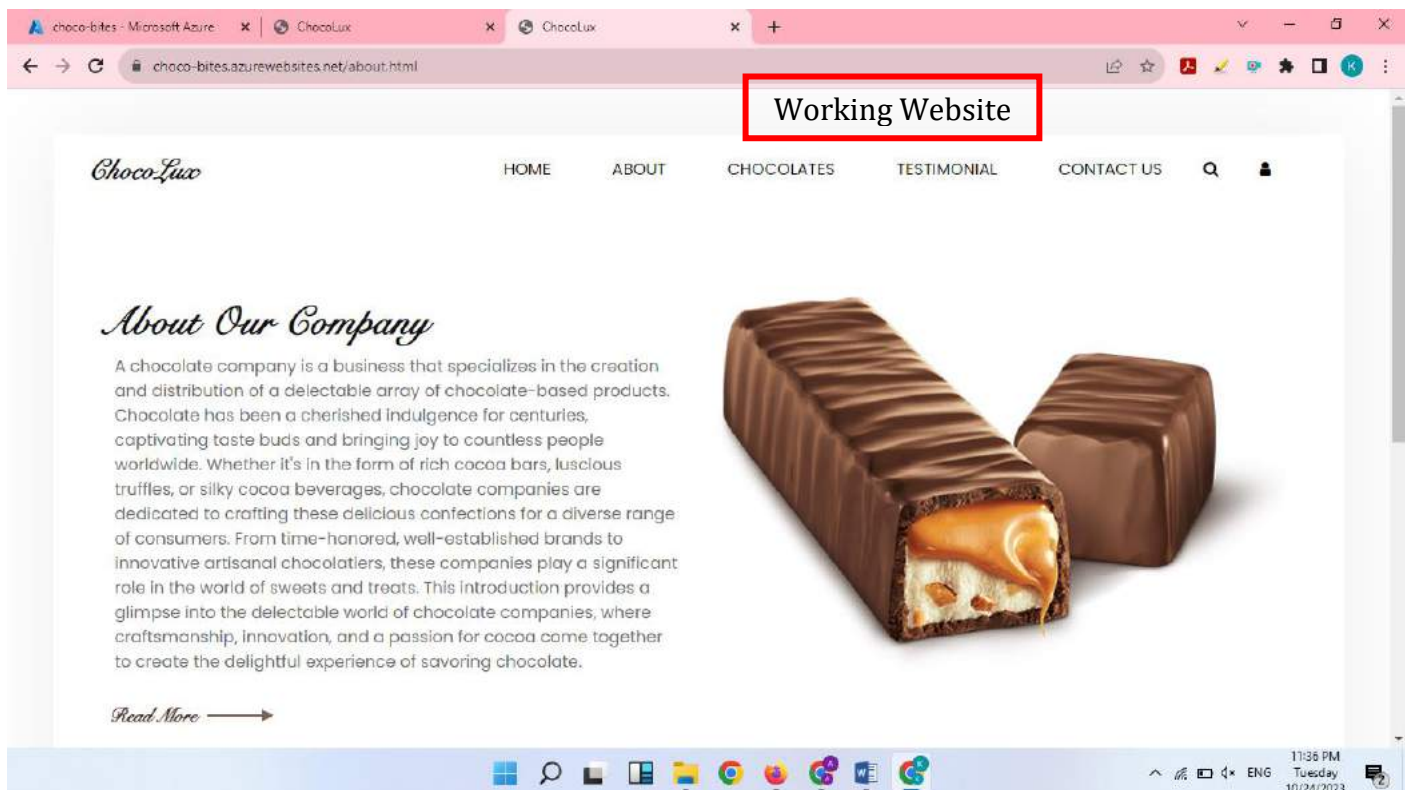 choco-bites - Microsoft Azure
ChocoLux
ChocoLux
choco-bites.azurewebsites.net/about.html
K
Working Website
ChocoLux
HOME ABOUT CHOCOLATES TESTIMONIAL CONTACT US
About Our Company
A chocolate company is a business that specializes in the creation
and distribution of a delectable array of chocolate-based products.
Chocolate has been a cherished indulgence for centuries,
captivating taste buds and bringing joy to countless people
worldwide. Whether it's in the form of rich cocoa bars, luscious
truffles, or silky cocoa beverages, chocolate companies are
dedicated to crafting these delicious confections for a diverse range
of consumers. From time-honored, well-established brands to
innovative artisanal chocolatiers, these companies play a significant
role in the world of sweets and treats. This introduction provides a
glimpse into the delectable world of chocolate companies, where
craftsmanship, innovation, and a passion for cocoa come together
to create the delightful experience of savoring chocolate.
Read More
ENG
11:36 PM
Tuesday
10/24/2023
2